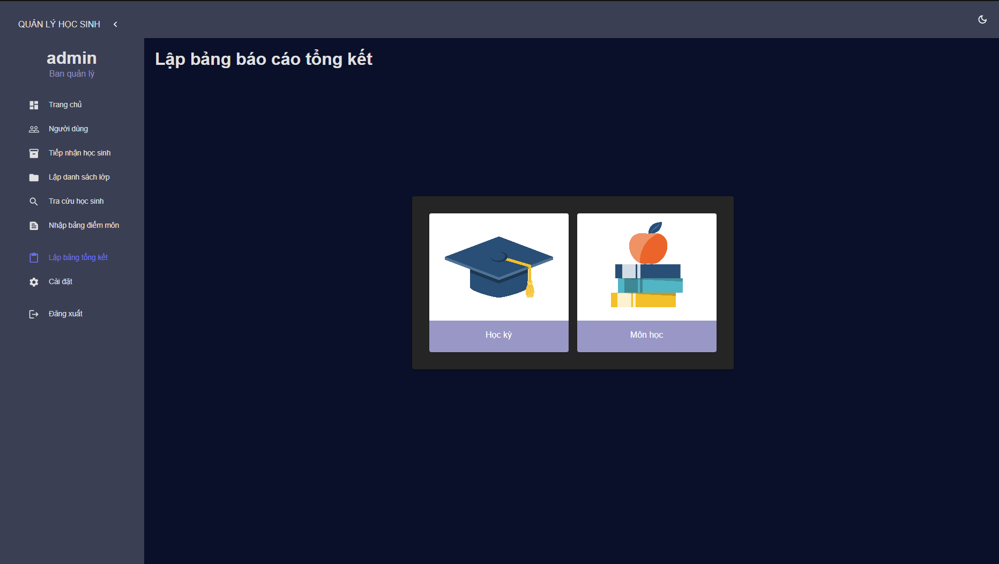 QUẢN LÝ HỌC SINH
admin
Ban quản lý
Trang chủ
Người dùng
Tiếp nhận học sinh
Lập danh sách lớp
Tra cứu học sinh
Nhập bảng điểm môn
Lập bảng tổng kết
Cài đặt
Đăng xuất
Lập bảng báo cáo tổng kết
Học kỳ
Môn học